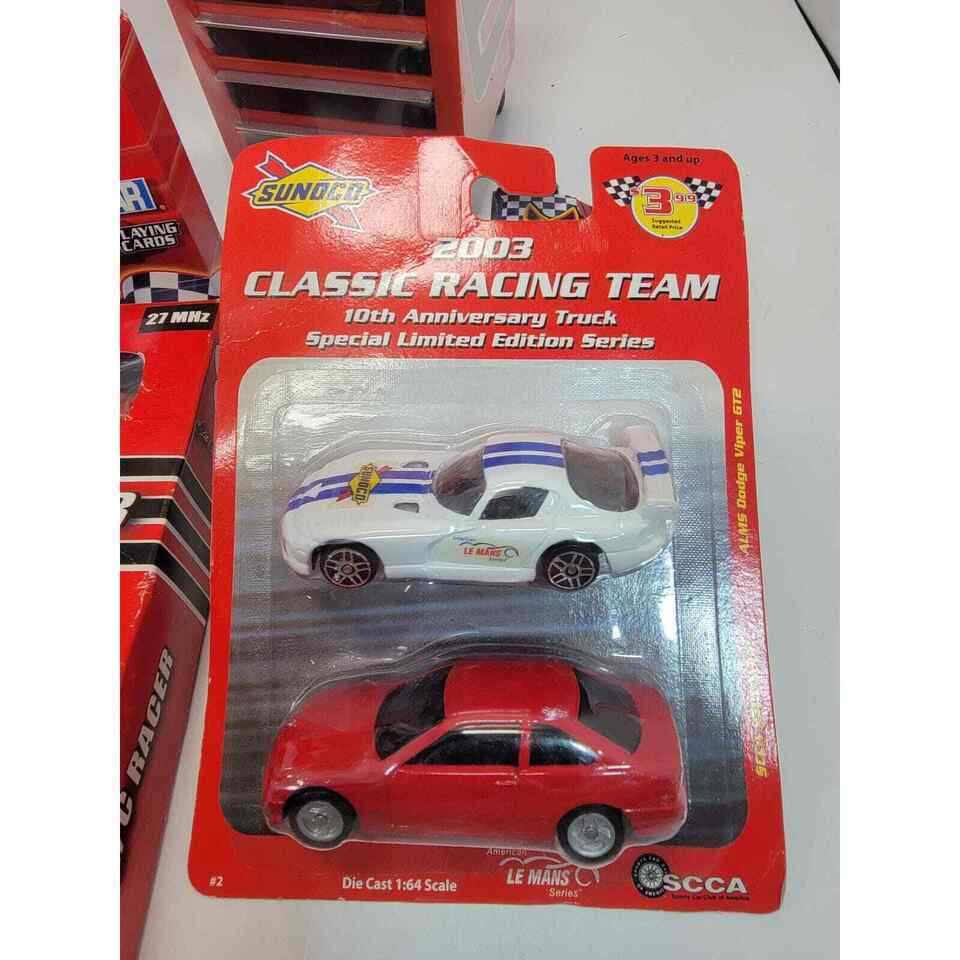 SUNOCO
Ages 3 and up
$3.99
Suggested
Retail Price
2003
CLASSIC RACING TEAM
10th Anniversary Truck
Special Limited Edition Series
SUNOCO
LE MANS
ALMS Dodge Viper GT2
#2
Die Cast 1:64 Scale
American
LE MANS
Series
SCCA
Sports Car Club of America
LAYING
CARDS
27 MHz
RACER